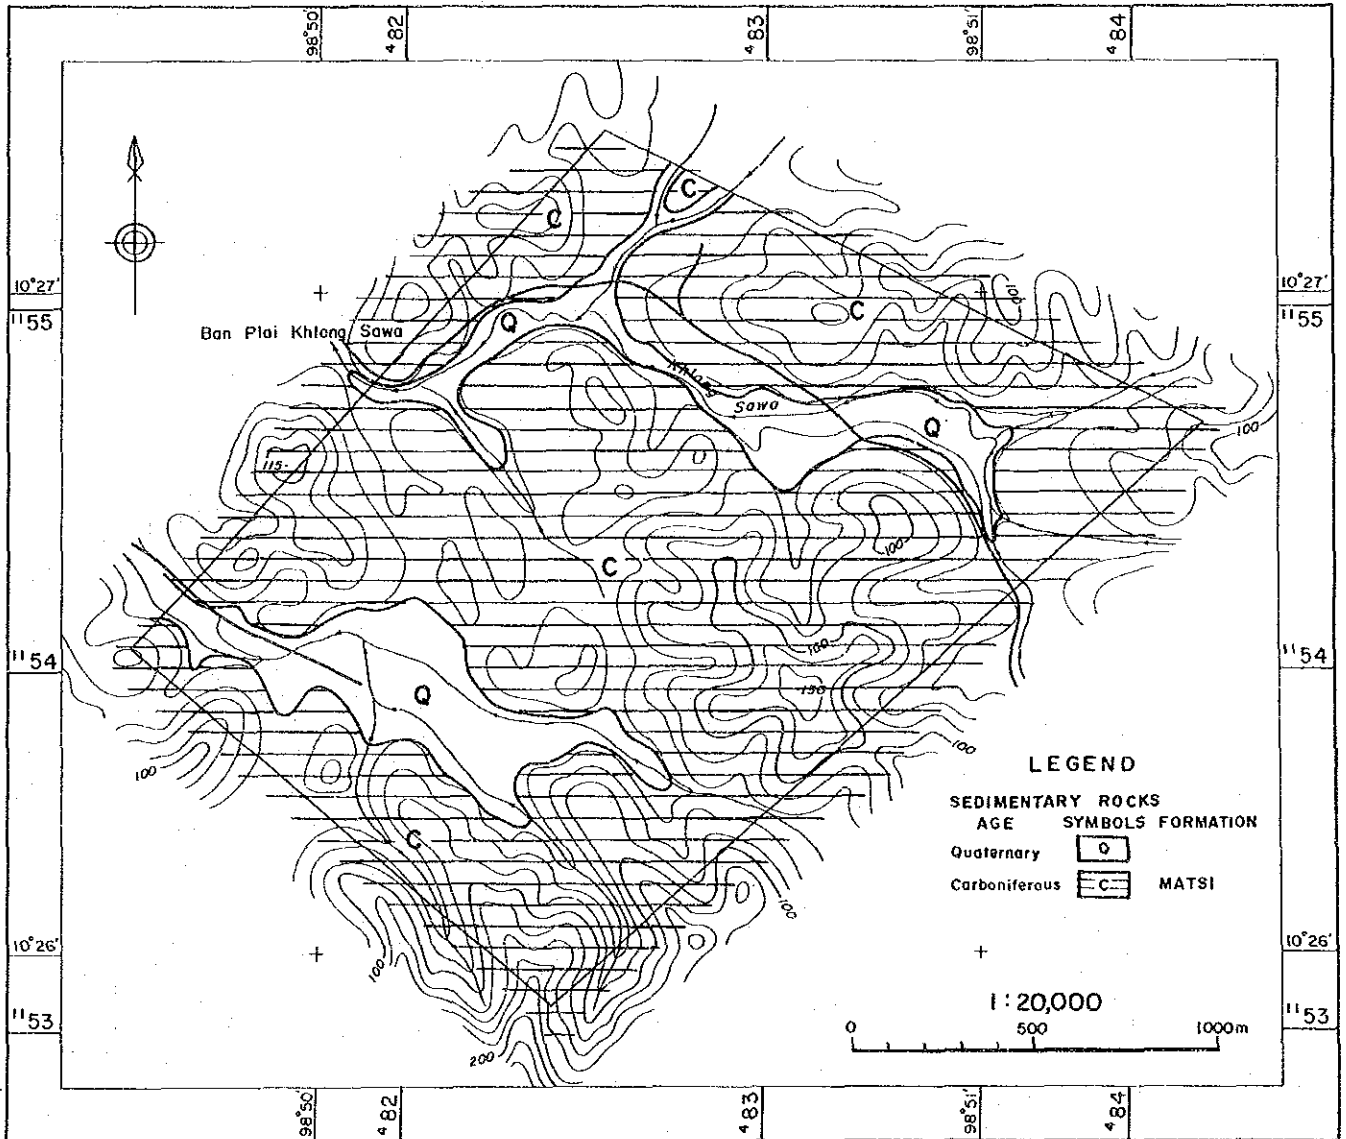 98°50' ⁴82 ⁴83 98°51' ⁴84
C
C
10°27' 10°27'
100
¹¹55 C ¹¹55
Q
Ban Plai Khlong Sawa
Khlong
Sawa
Q 100
115
100
C
100
¹¹54 ¹¹54
150
Q
100
100
LEGEND
SEDIMENTARY ROCKS
AGE SYMBOLS FORMATION
C
Quaternary Q
Carboniferous C MATSI
100
10°26' 10°26'
100
1:20,000
¹¹53 0 500 1000m ¹¹53
200
98°50' ⁴82 ⁴83 98°51' ⁴84